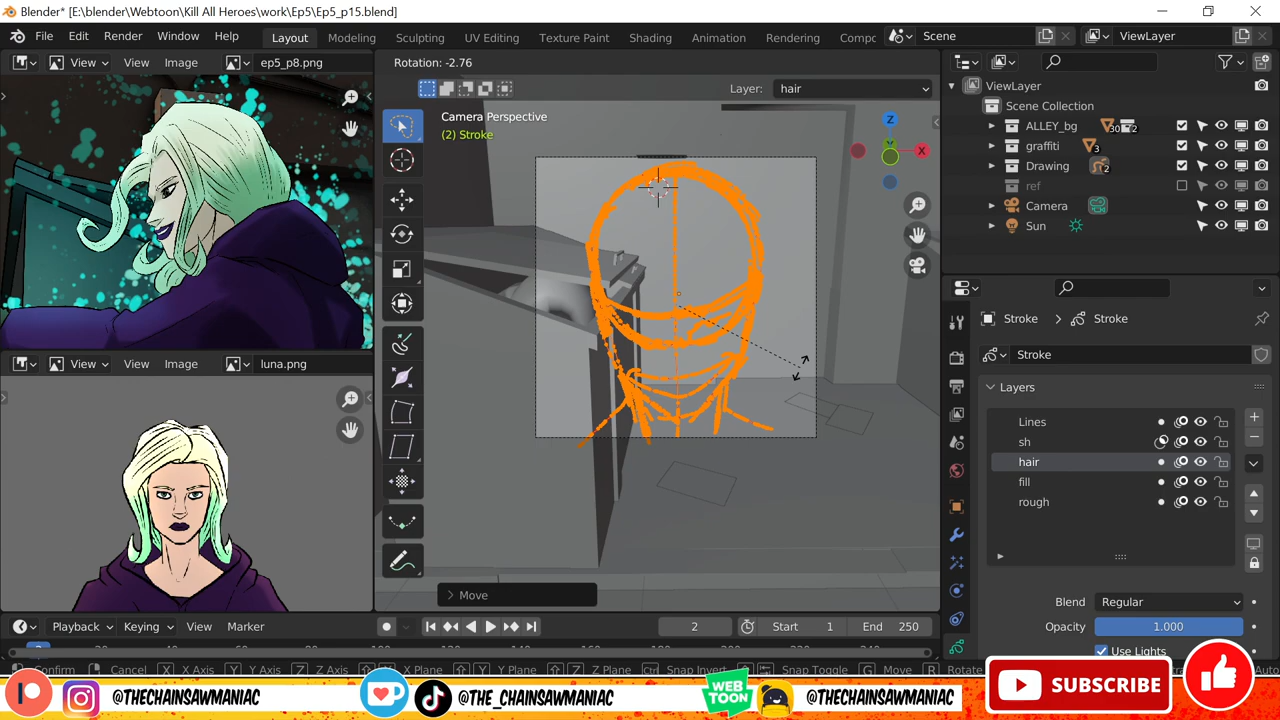 Blender* [E:\blender\Webtoon\Kill All Heroes\work\Ep5\Ep5_p15.blend]
File Edit Render Window Help Layout Modeling Sculpting UV Editing Texture Paint Shading Animation Rendering Compc Scene ViewLayer
View View Image ep5_p8.png
Rotation: -2.76
Layer: hair
Camera Perspective
(2) Stroke
Z
Y
X
ViewLayer
Scene Collection
ALLEY_bg 30 2
graffiti 3
Drawing 2
ref
Camera
Sun
Stroke > Stroke
Stroke
View View Image luna.png
Layers
Lines
sh
hair
fill
rough
Blend Regular
Opacity 1.000
Use Lights
> Move
Playback Keying View Marker 2 Start 1 End 250
Confirm Cancel X X Axis Y Y Axis Z Z Axis X X Plane Y Y Plane Z Z Plane Snap Invert Snap Toggle G Move R Rotate
@THECHAINSAWMANIAC @THE_CHAINSAWMANIAC WEB TOON @THECHAINSAWMANIAC SUBSCRIBE